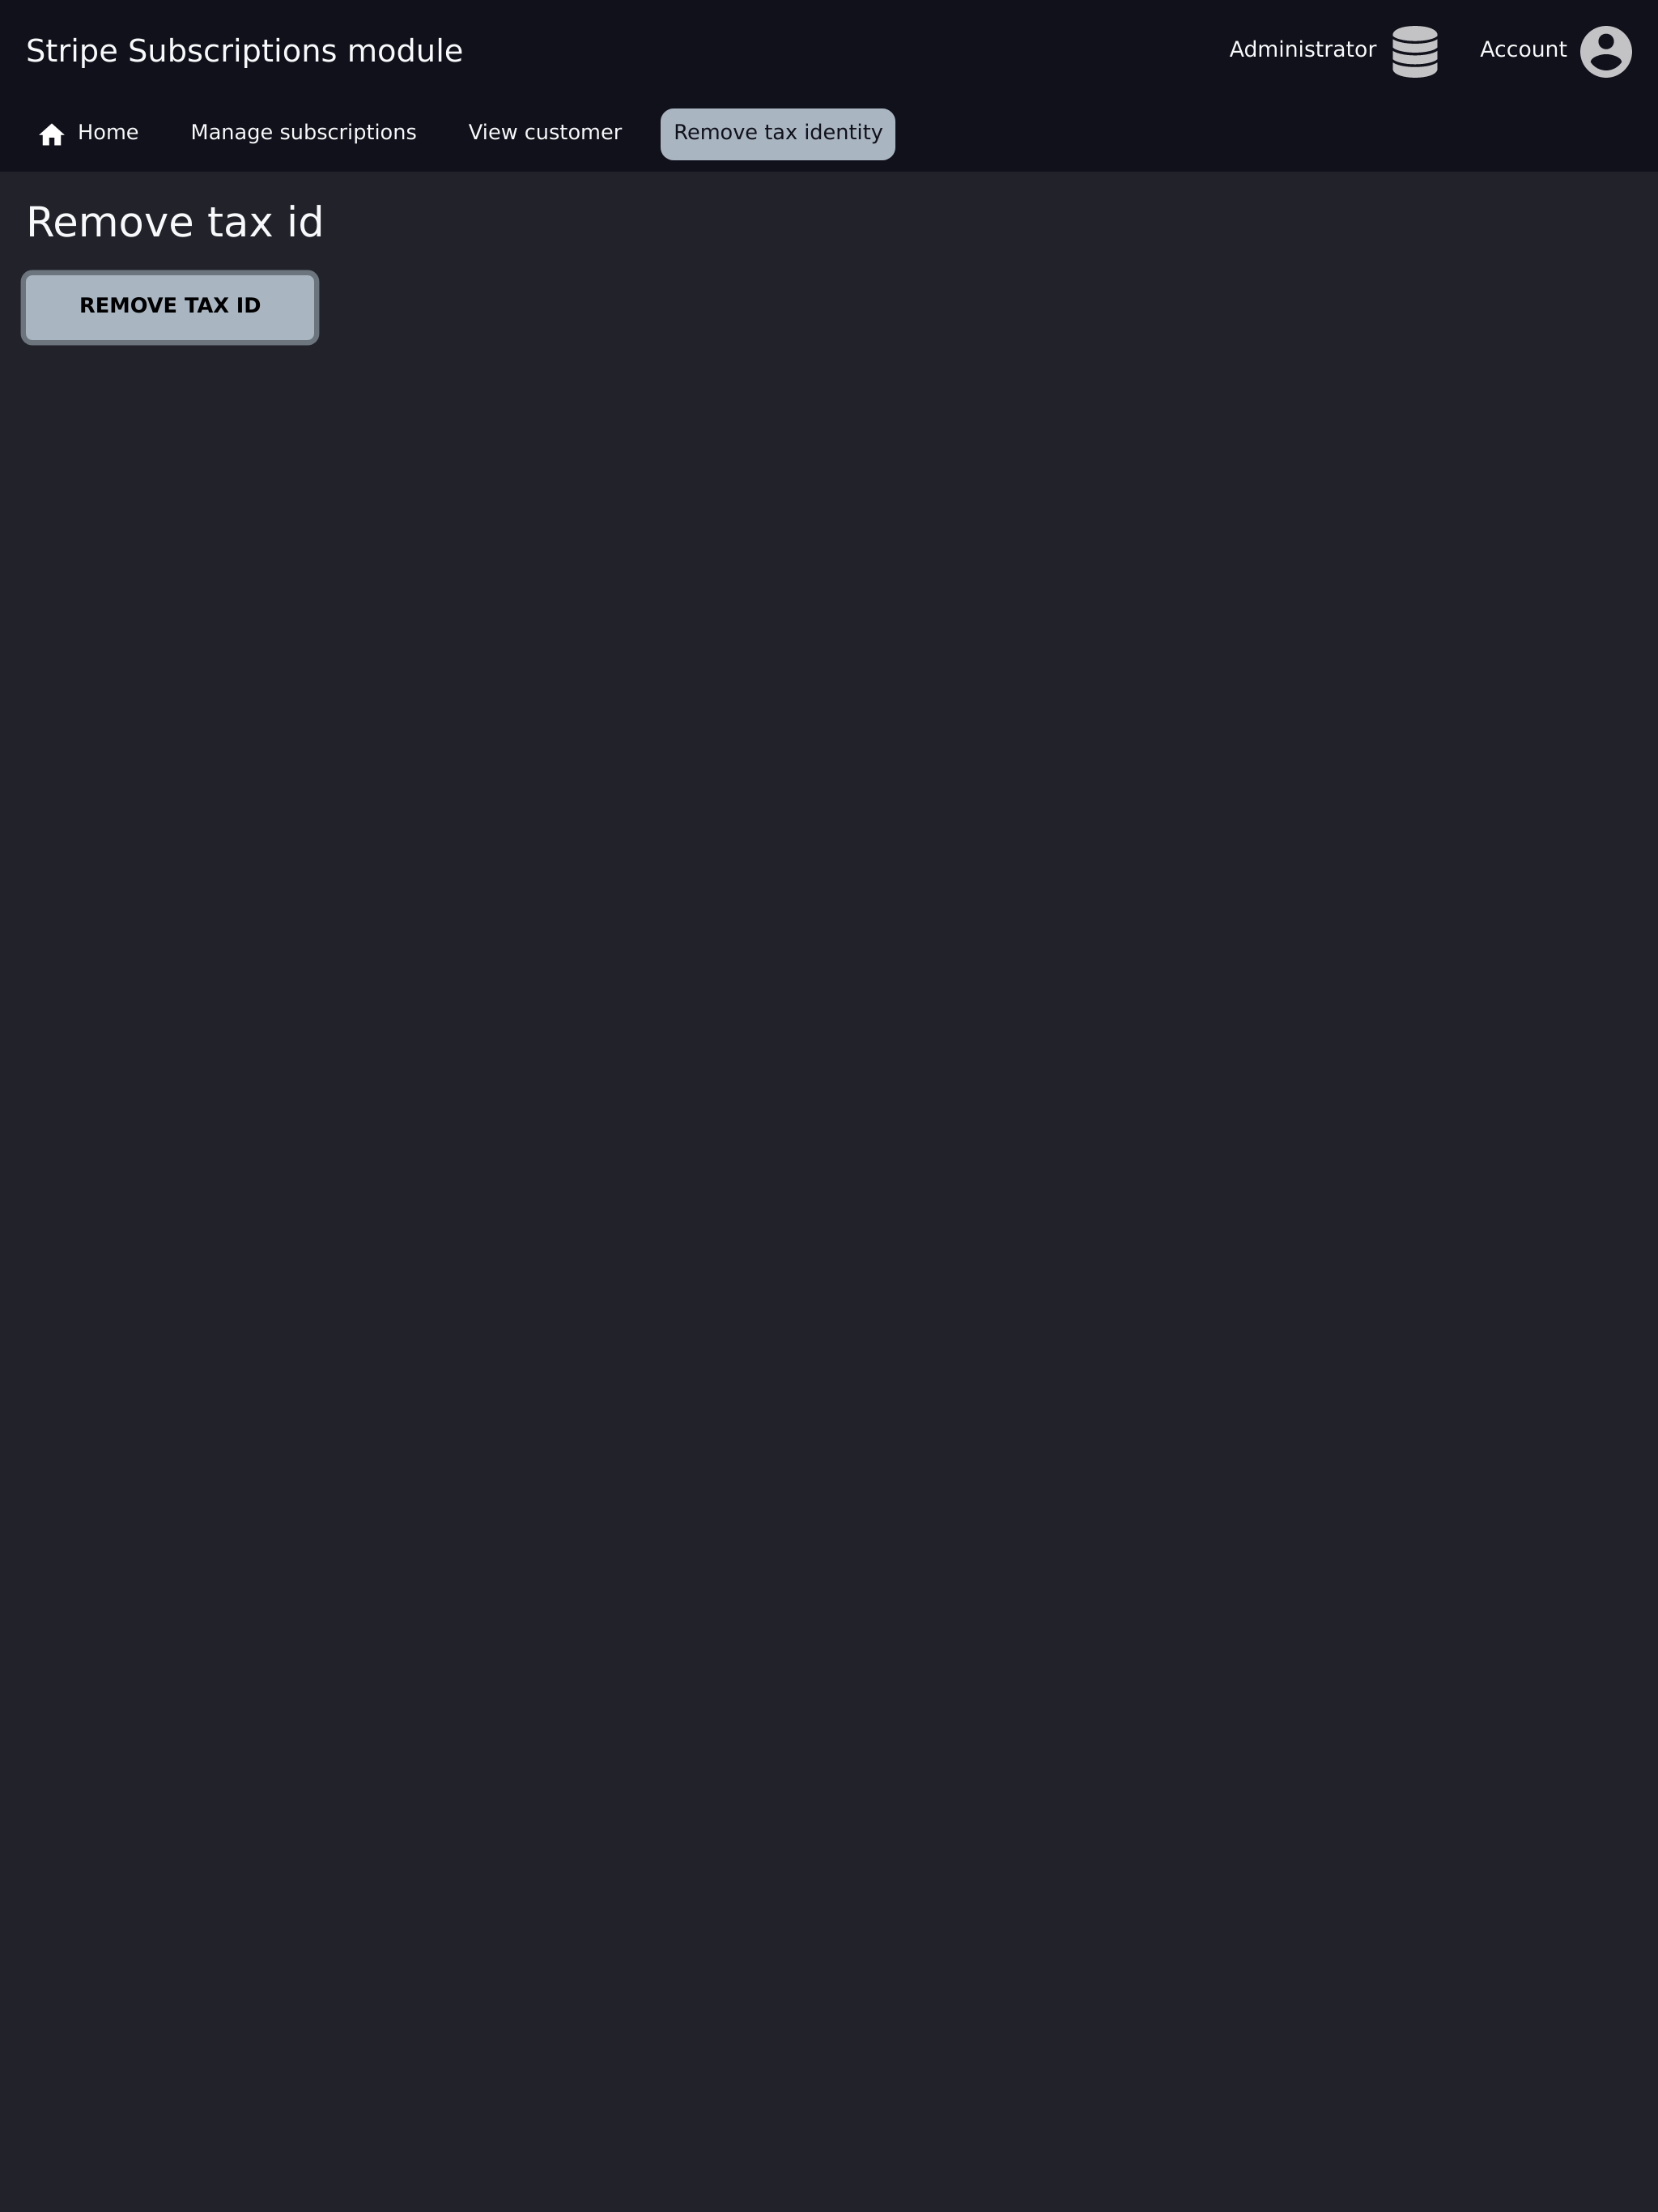 Stripe Subscriptions module
Administrator
Account
Home
Manage subscriptions
View customer
Remove tax identity
Remove tax id
REMOVE TAX ID